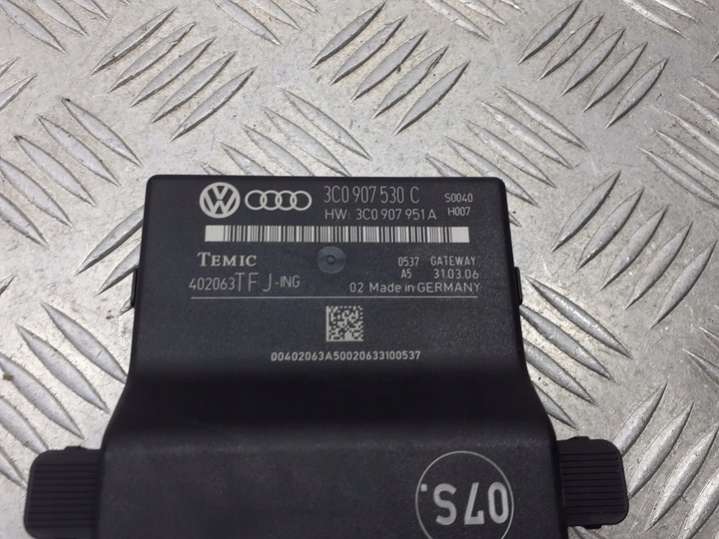 3C0 907 530 C S0040
HW: 3C0 907 951 A H007
TEMIC 0537 GATEWAY
A5 31.03.06
402063TFJ-ING 02 Made in GERMANY
00402063A50020633100537
07S.